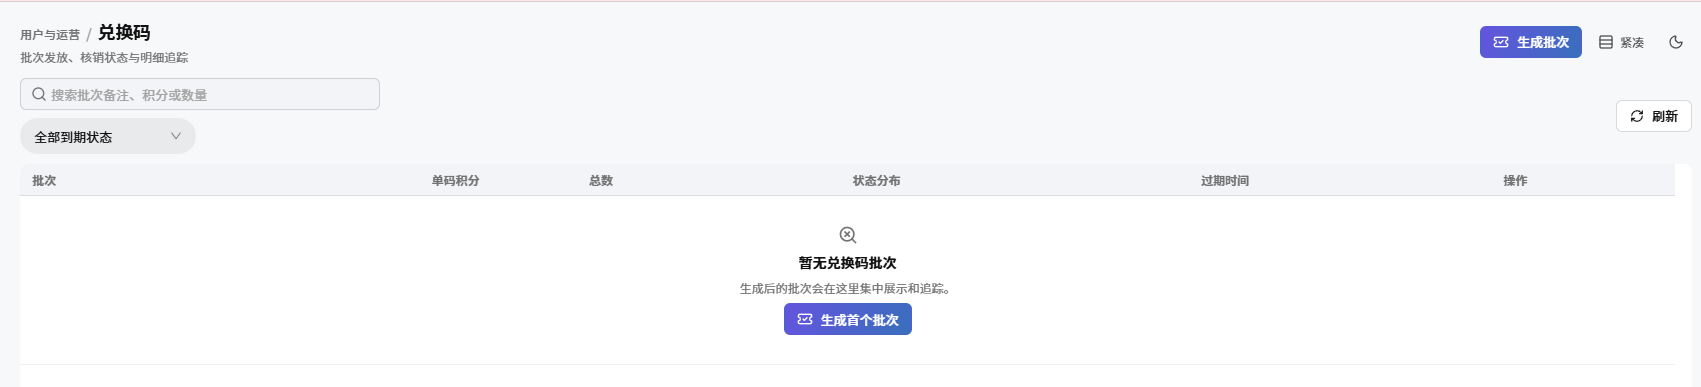 用户与运营 / 兑换码
批次发放、核销状态与明细追踪
生成批次
紧凑
搜索批次备注、积分或数量
全部到期状态
刷新
批次 单码积分 总数 状态分布 过期时间 操作
暂无兑换码批次
生成后的批次会在这里集中展示和追踪。
生成首个批次